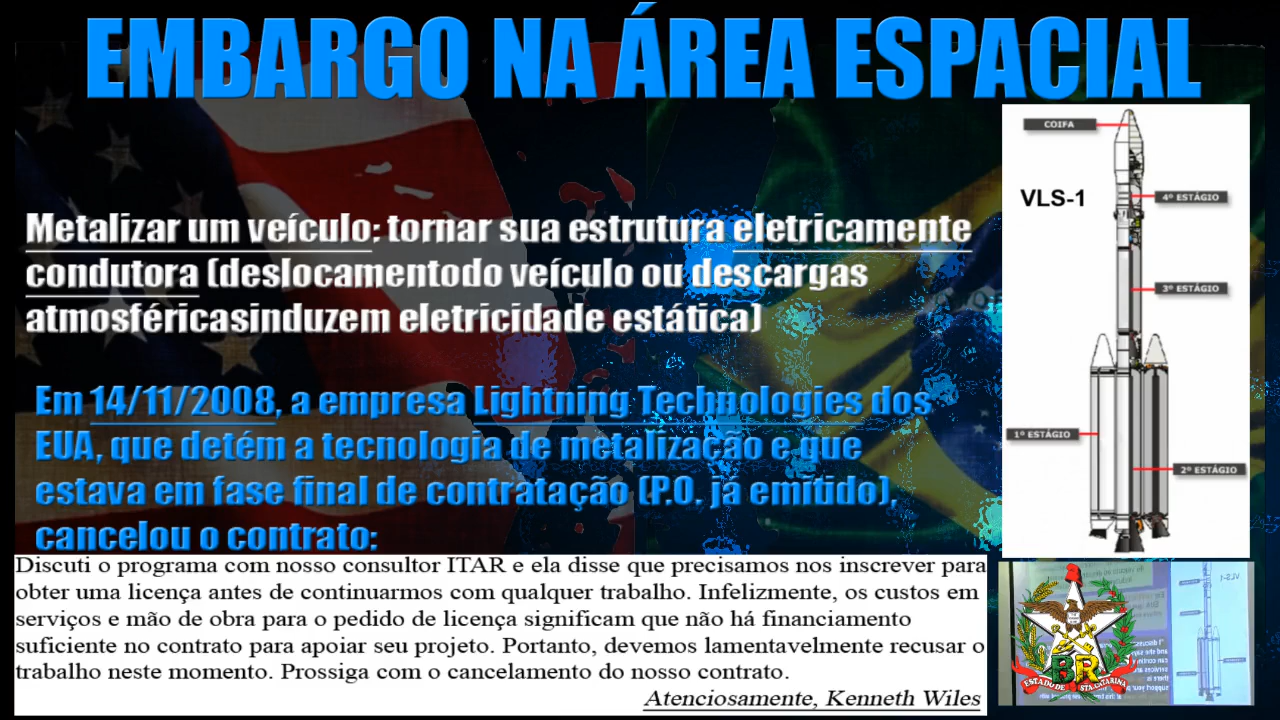 EMBARGO NA ÁREA ESPACIAL
COIFA
VLS-1
4º ESTÁGIO
3º ESTÁGIO
1º ESTÁGIO
2º ESTÁGIO
Metalizar um veículo: tornar sua estrutura eletricamente
condutora (deslocamentodo veículo ou descargas
atmosféricasinduzem eletricidade estática)
Em 14/11/2008, a empresa Lightning Technologies dos
EUA, que detém a tecnologia de metalização e que
estava em fase final de contratação (P.O. já emitido),
cancelou o contrato:
Discuti o programa com nosso consultor ITAR e ela disse que precisamos nos inscrever para
obter uma licença antes de continuarmos com qualquer trabalho. Infelizmente, os custos em
serviços e mão de obra para o pedido de licença significam que não há financiamento
suficiente no contrato para apoiar seu projeto. Portanto, devemos lamentavelmente recusar o
trabalho neste momento. Prossiga com o cancelamento do nosso contrato.
Atenciosamente, Kenneth Wiles
VLS-1
BR
ESTADO DE STA. CATARINA